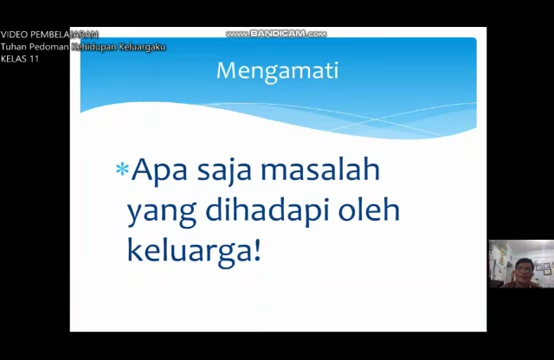 VIDEO PEMBELAJARAN
Tuhan Pedoman Kehidupan Keluargaku
KELAS 11
www.BANDICAM.com
Mengamati
*Apa saja masalah
yang dihadapi oleh
keluarga!